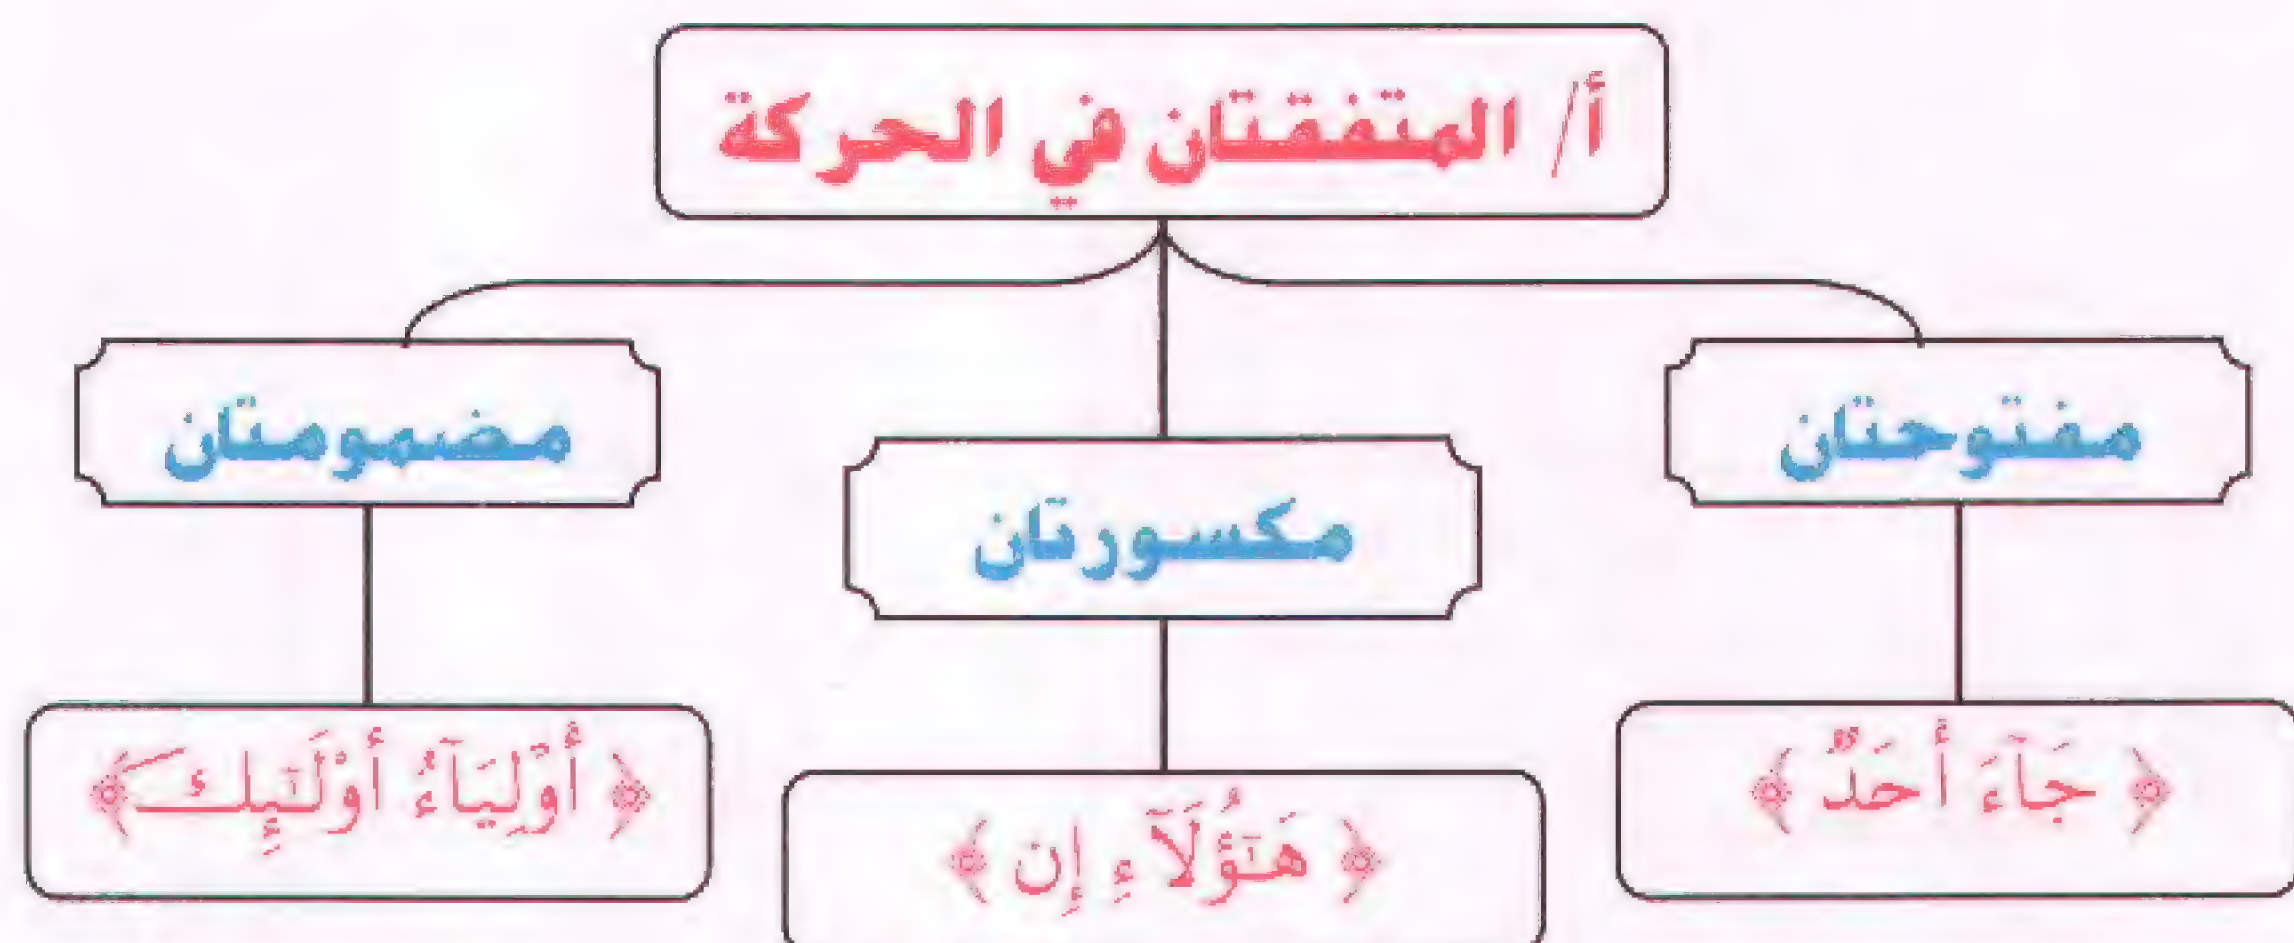 أ/ المتفقتان في الحركة
مفتوحتان
مكسورتان
مضمومتان
﴿ جَآءَ أَحَدٌ ﴾
﴿ هَـٰٓؤُلَآءِ إِن ﴾
﴿ أَوْلِيَآءُ أُوْلَـٰٓئِكَ ﴾